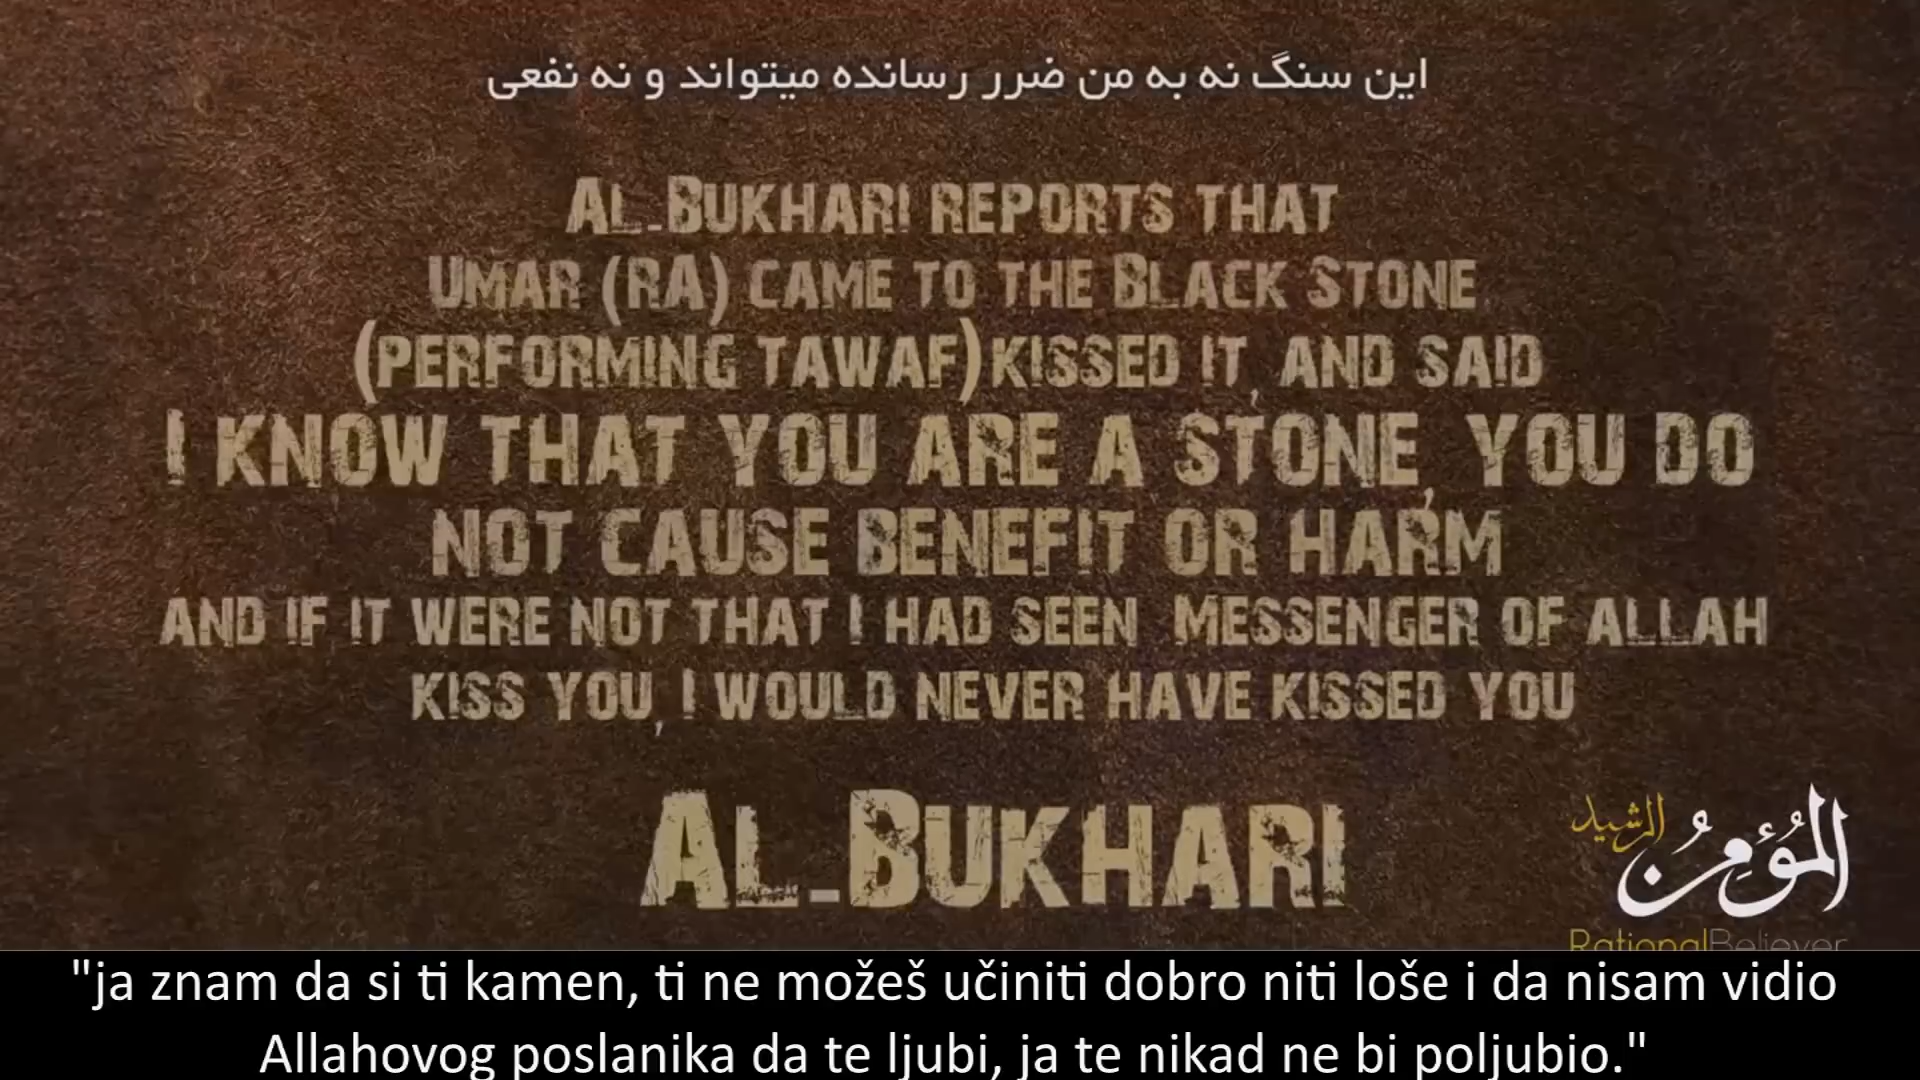 این سنگ نه به من ضرر رسانده میتواند و نه نفعی
Al-Bukhari reports that
Umar (RA) came to the Black Stone
(performing tawaf) kissed it, and said
I know that you are a stone, you do
not cause benefit or harm
and if it were not that I had seen Messenger of Allah
kiss you, I would never have kissed you
Al-Bukhari
المؤمن الرشيد
RationalBeliever
"ja znam da si ti kamen, ti ne možeš učiniti dobro niti loše i da nisam vidio
Allahovog poslanika da te ljubi, ja te nikad ne bi poljubio."